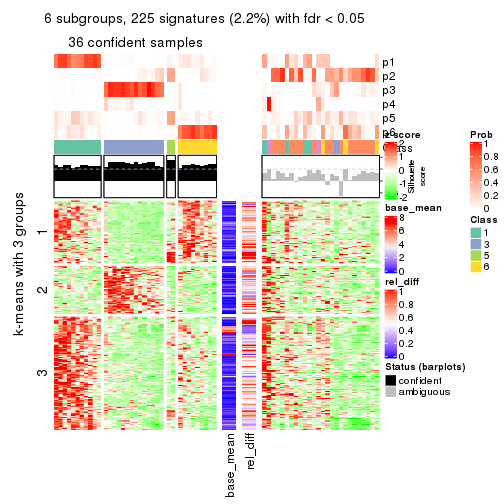 6 subgroups, 225 signatures (2.2%) with fdr < 0.05
36 confident samples
p1
p2
p3
p4
p5
p6
Class
z-score
2
1
0
-1
-2
Silhouette
score
Prob
1
0.8
0.6
0.4
0.2
0
Class
1
3
5
6
base_mean
8
6
4
2
0
rel_diff
1
0.8
0.6
0.4
0.2
0
Status (barplots)
confident
ambiguous
k-means with 3 groups
1
2
3
base_mean
rel_diff